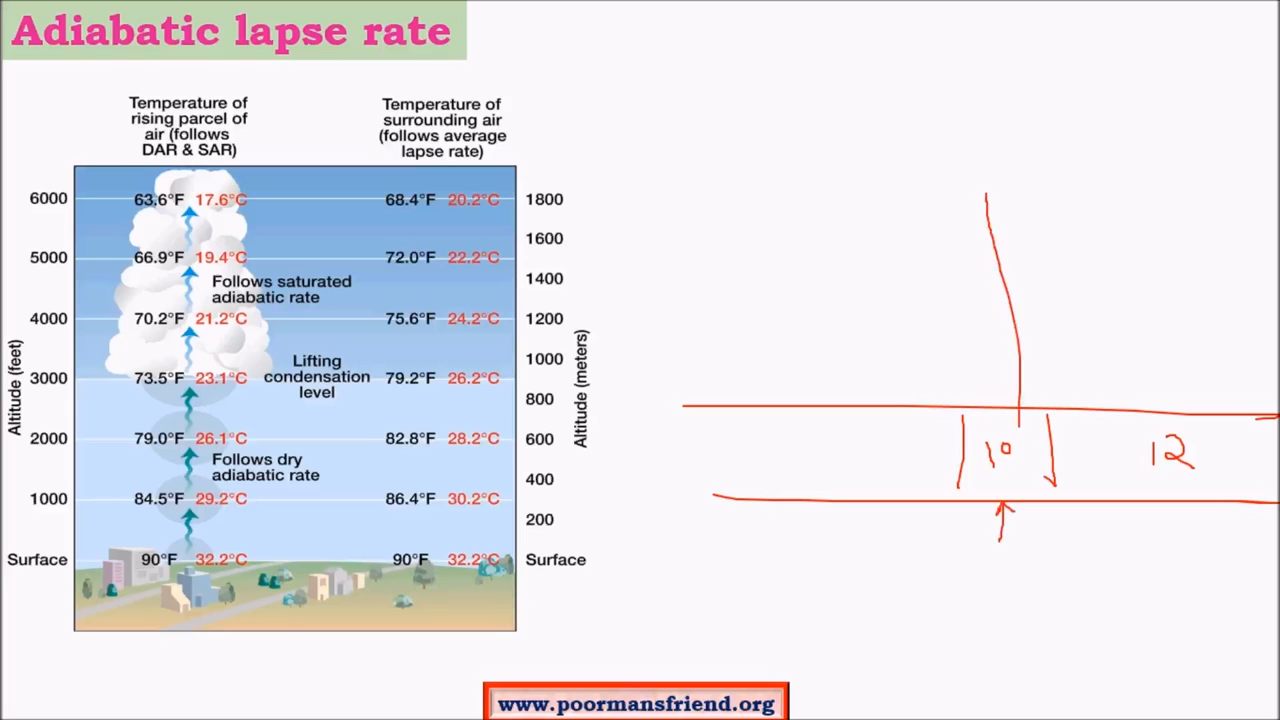 Adiabatic lapse rate
Temperature of
rising parcel of
air (follows
DAR & SAR)
Temperature of
surrounding air
(follows average
lapse rate)
6000 63.6°F 17.6°C 68.4°F 20.2°C 1800
1600
5000 66.9°F 19.4°C 72.0°F 22.2°C
Follows saturated
adiabatic rate
1400
4000 70.2°F 21.2°C 75.6°F 24.2°C 1200
Lifting
condensation
level
1000
3000 73.5°F 23.1°C 79.2°F 26.2°C
800
2000 79.0°F 26.1°C 82.8°F 28.2°C 600
Follows dry
adiabatic rate
400
1000 84.5°F 29.2°C 86.4°F 30.2°C
200
Surface 90°F 32.2°C 90°F 32.2°C Surface
Altitude (feet)
Altitude (meters)
10 12
www.poormansfriend.org